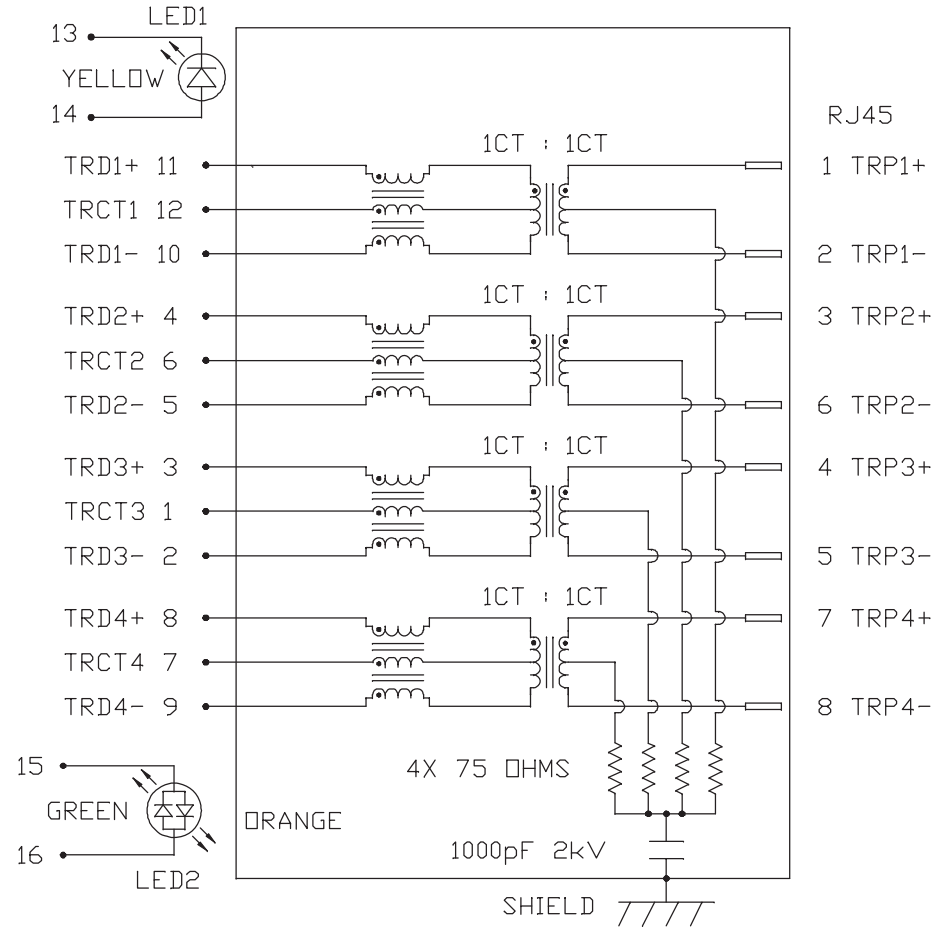 LED1
13
YELLOW
14
RJ45
1CT : 1CT
TRD1+ 11
1 TRP1+
TRCT1 12
TRD1- 10
2 TRP1-
1CT : 1CT
TRD2+ 4
3 TRP2+
TRCT2 6
TRD2- 5
6 TRP2-
1CT : 1CT
TRD3+ 3
4 TRP3+
TRCT3 1
TRD3- 2
5 TRP3-
1CT : 1CT
TRD4+ 8
7 TRP4+
TRCT4 7
TRD4- 9
8 TRP4-
15
4X 75 OHMS
GREEN
ORANGE
16
1000pF 2kV
LED2
SHIELD